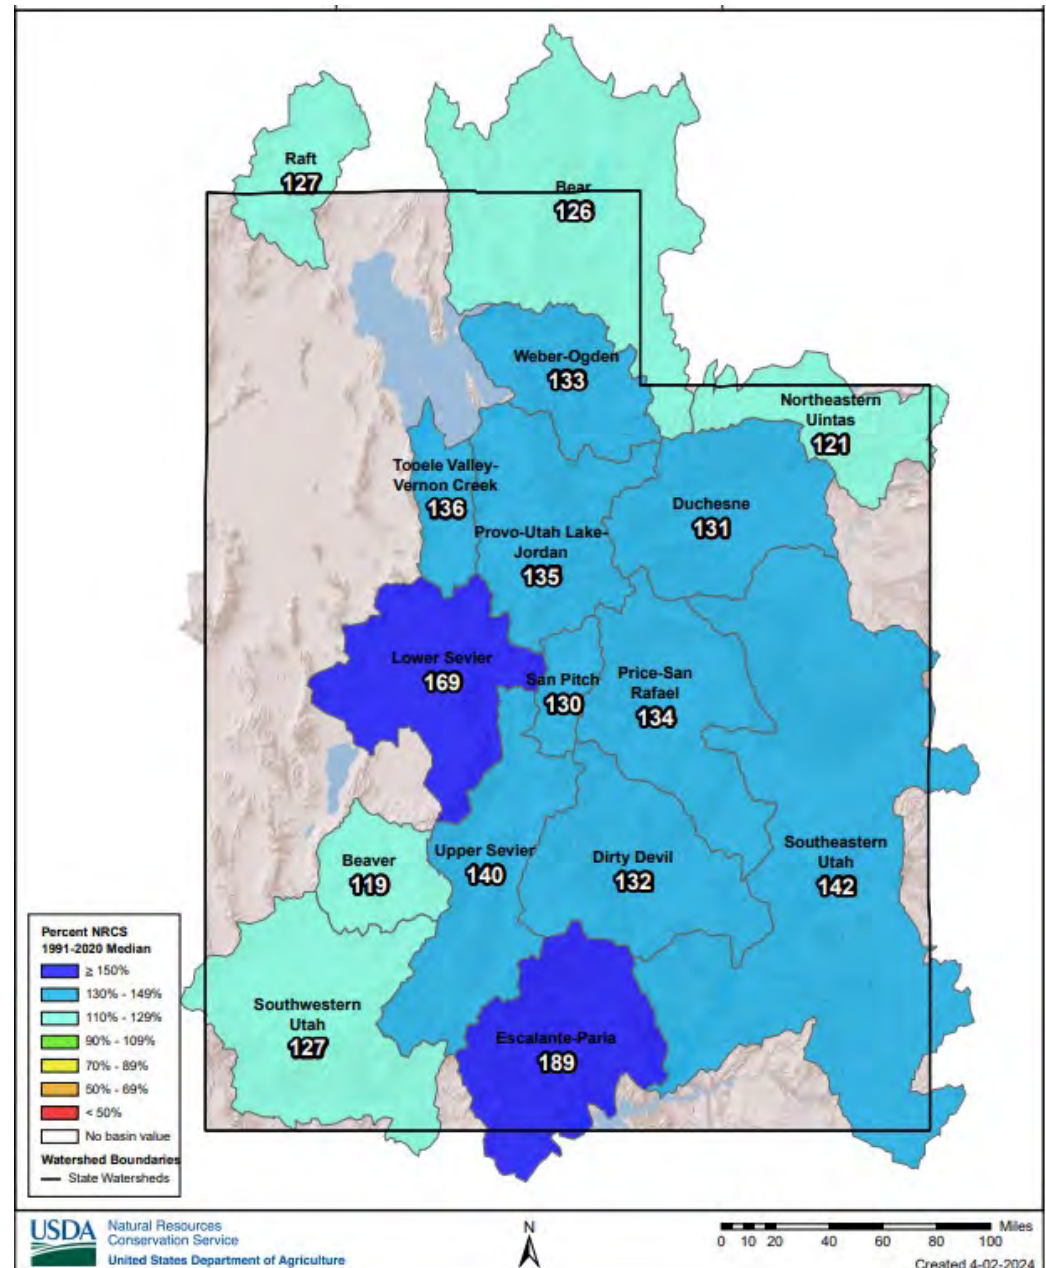 Raft
127
Bear
126
Weber-Ogden
133
Northeastern
Uintas
121
Tooele Valley-
Vernon Creek
136
Duchesne
131
Provo-Utah Lake-
Jordan
135
Lower Sevier
169
San Pitch
130
Price-San
Rafael
134
Beaver
119
Upper Sevier
140
Dirty Devil
132
Southeastern
Utah
142
Southwestern
Utah
127
Escalante-Paria
189
Percent NRCS
1991-2020 Median
≥ 150%
130% - 149%
110% - 129%
90% - 109%
70% - 89%
50% - 69%
< 50%
No basin value
Watershed Boundaries
State Watersheds
USDA
Natural Resources
Conservation Service
United States Department of Agriculture
N
Miles
0 10 20 40 60 80 100
Created 4-02-2024